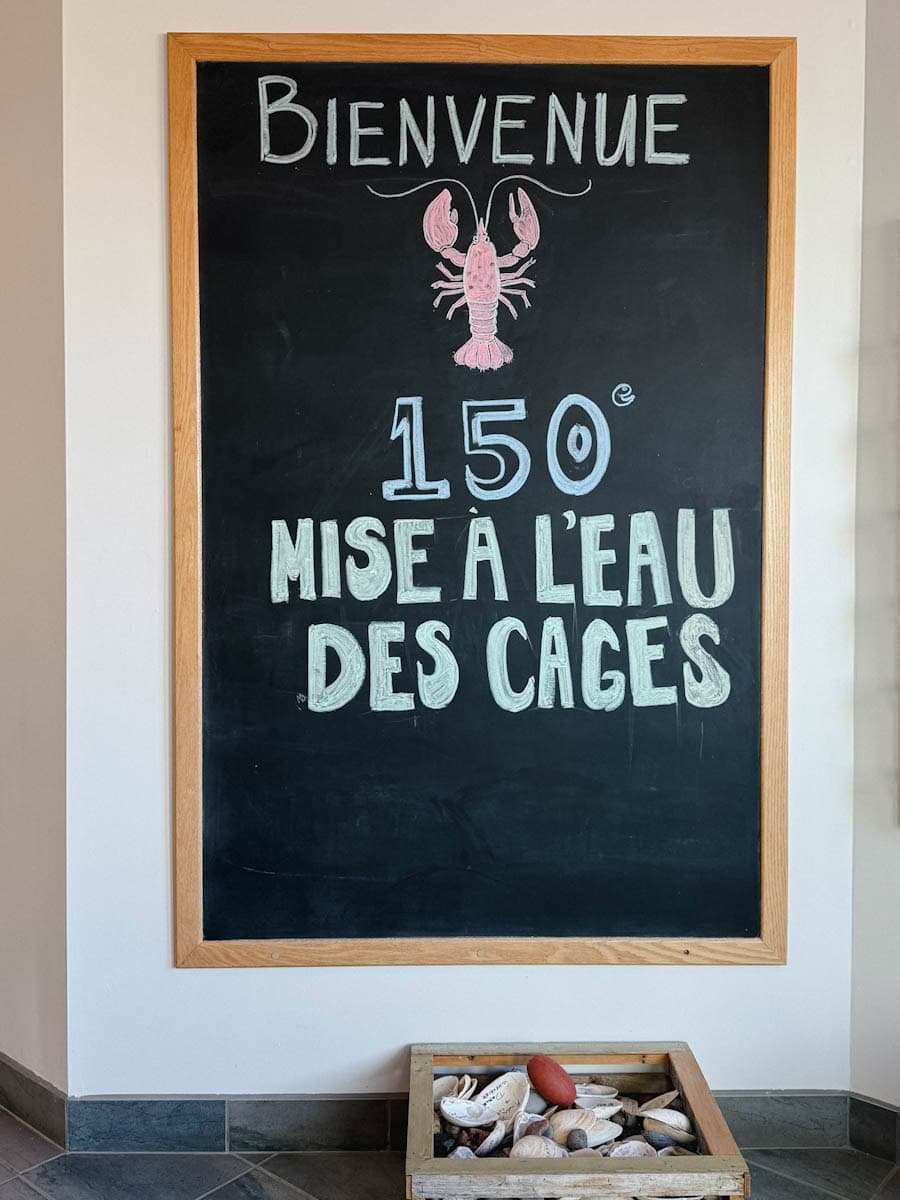 BIENVENUE
150e
MISE À L'EAU
DES CAGES